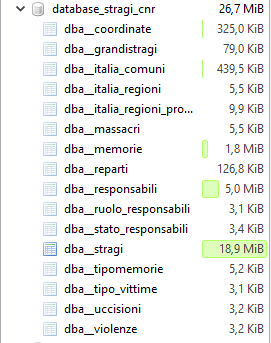 database_stragi_cnr 26,7 MiB
dba__coordinate 325,0 KiB
dba__grandistragi 79,0 KiB
dba__italia_comuni 439,5 KiB
dba__italia_regioni 5,5 KiB
dba__italia_regioni_pro... 9,9 KiB
dba__massacri 5,5 KiB
dba__memorie 1,8 MiB
dba__reparti 126,8 KiB
dba__responsabili 5,0 MiB
dba__ruolo_responsabili 3,1 KiB
dba__stato_responsabili 3,4 KiB
dba__stragi 18,9 MiB
dba__tipomemorie 5,2 KiB
dba__tipo_vittime 3,1 KiB
dba__uccisioni 3,2 KiB
dba__violenze 3,2 KiB